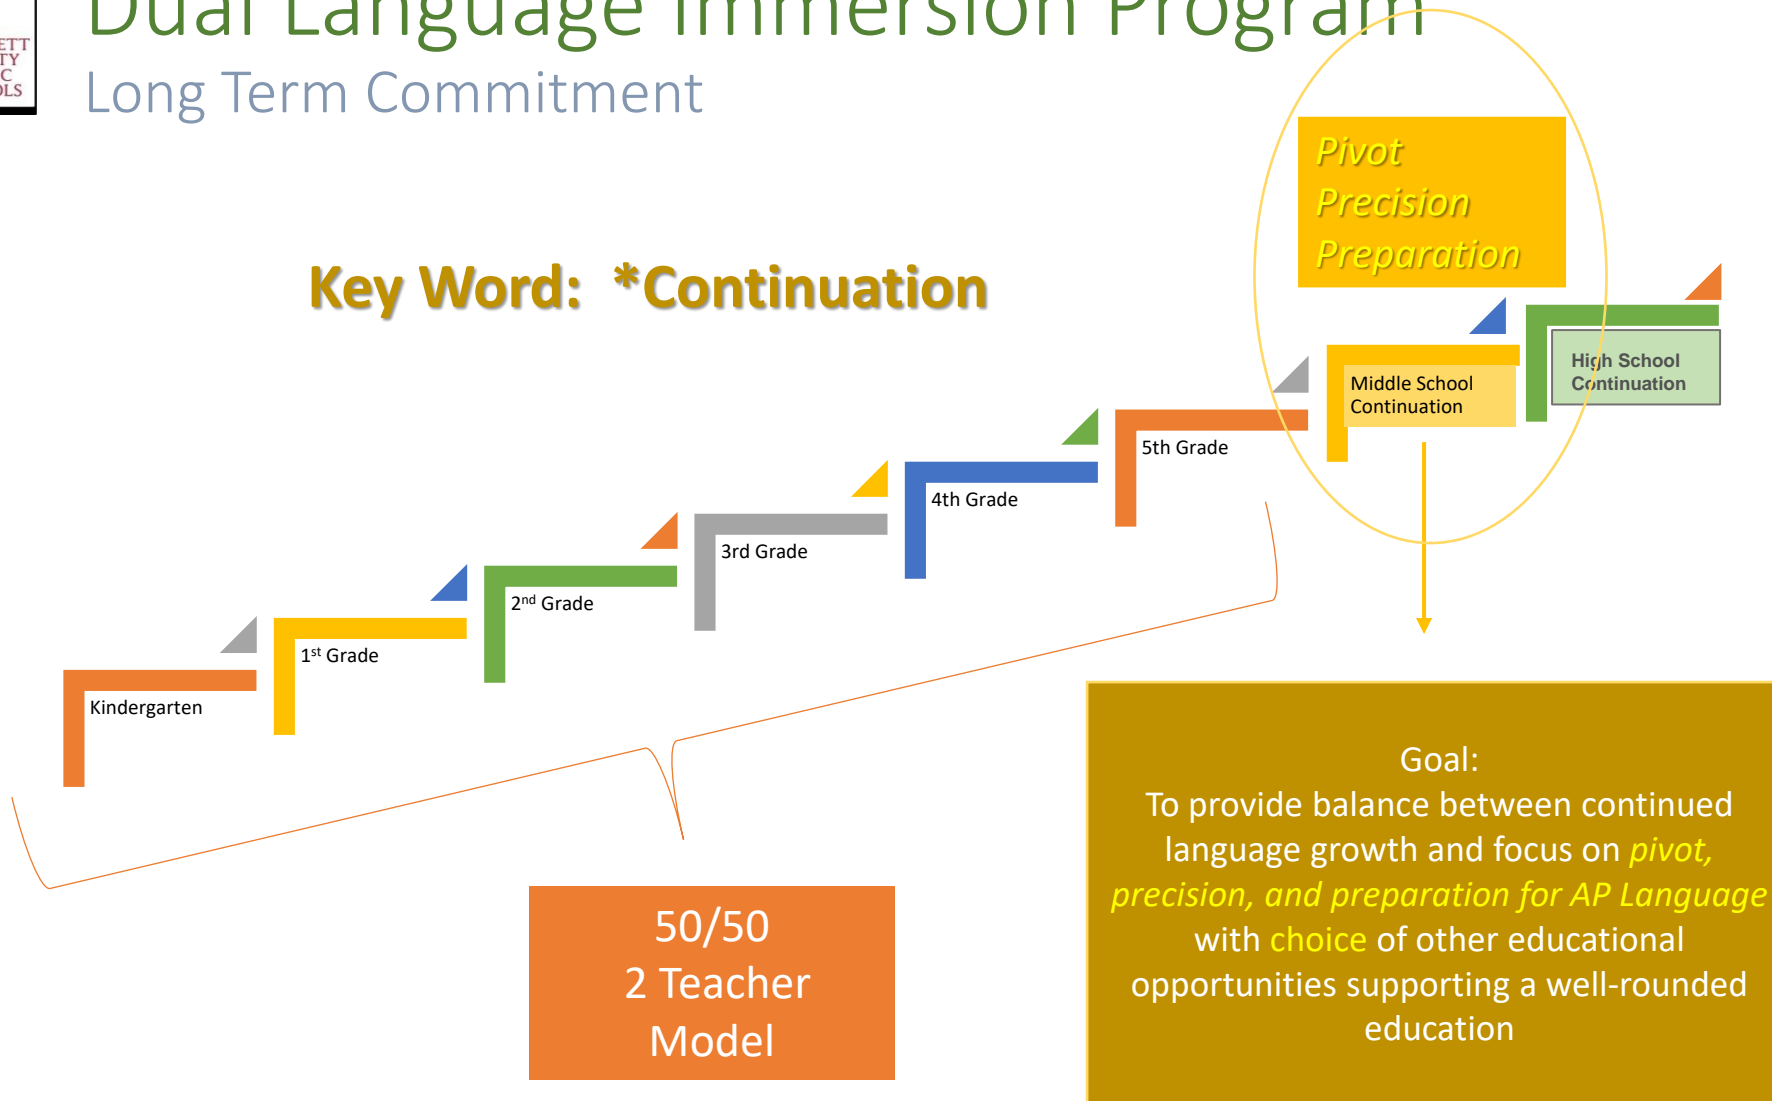 Dual Language Immersion Program
Long Term Commitment
Pivot
Precision
Preparation
Key Word: *Continuation
High School
Continuation
Middle School
Continuation
5th Grade
4th Grade
3rd Grade
2nd Grade
1st Grade
Kindergarten
50/50
2 Teacher
Model
Goal:
To provide balance between continued
language growth and focus on pivot,
precision, and preparation for AP Language
with choice of other educational
opportunities supporting a well-rounded
education